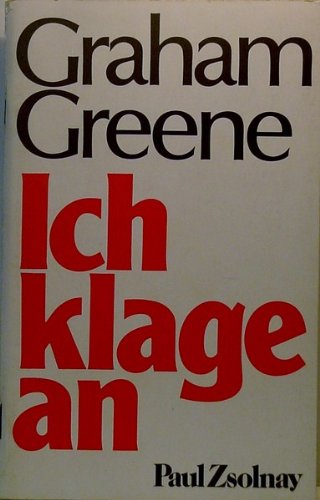 Graham
Greene
Ich
klage
an
Paul Zsolnay